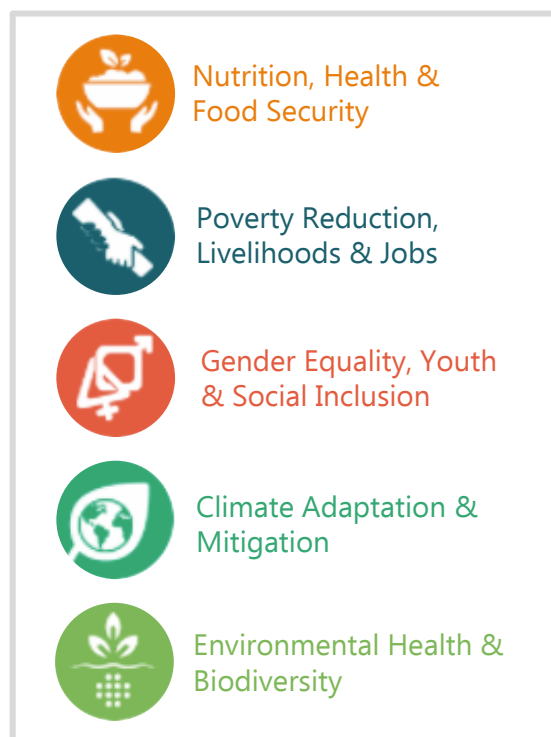 Nutrition, Health &
Food Security
Poverty Reduction,
Livelihoods & Jobs
Gender Equality, Youth
& Social Inclusion
Climate Adaptation &
Mitigation
Environmental Health &
Biodiversity